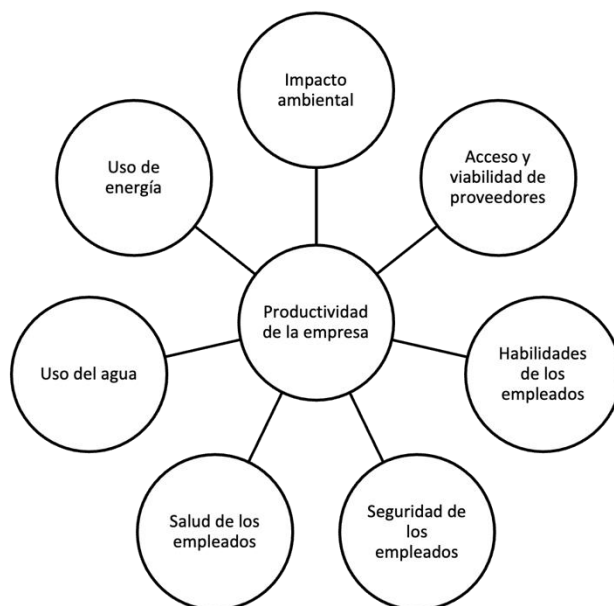 Impacto
ambiental
Acceso y
viabilidad de
proveedores
Habilidades
de los
empleados
Seguridad de
los
empleados
Salud de los
empleados
Uso del agua
Uso de
energía
Productividad
de la empresa